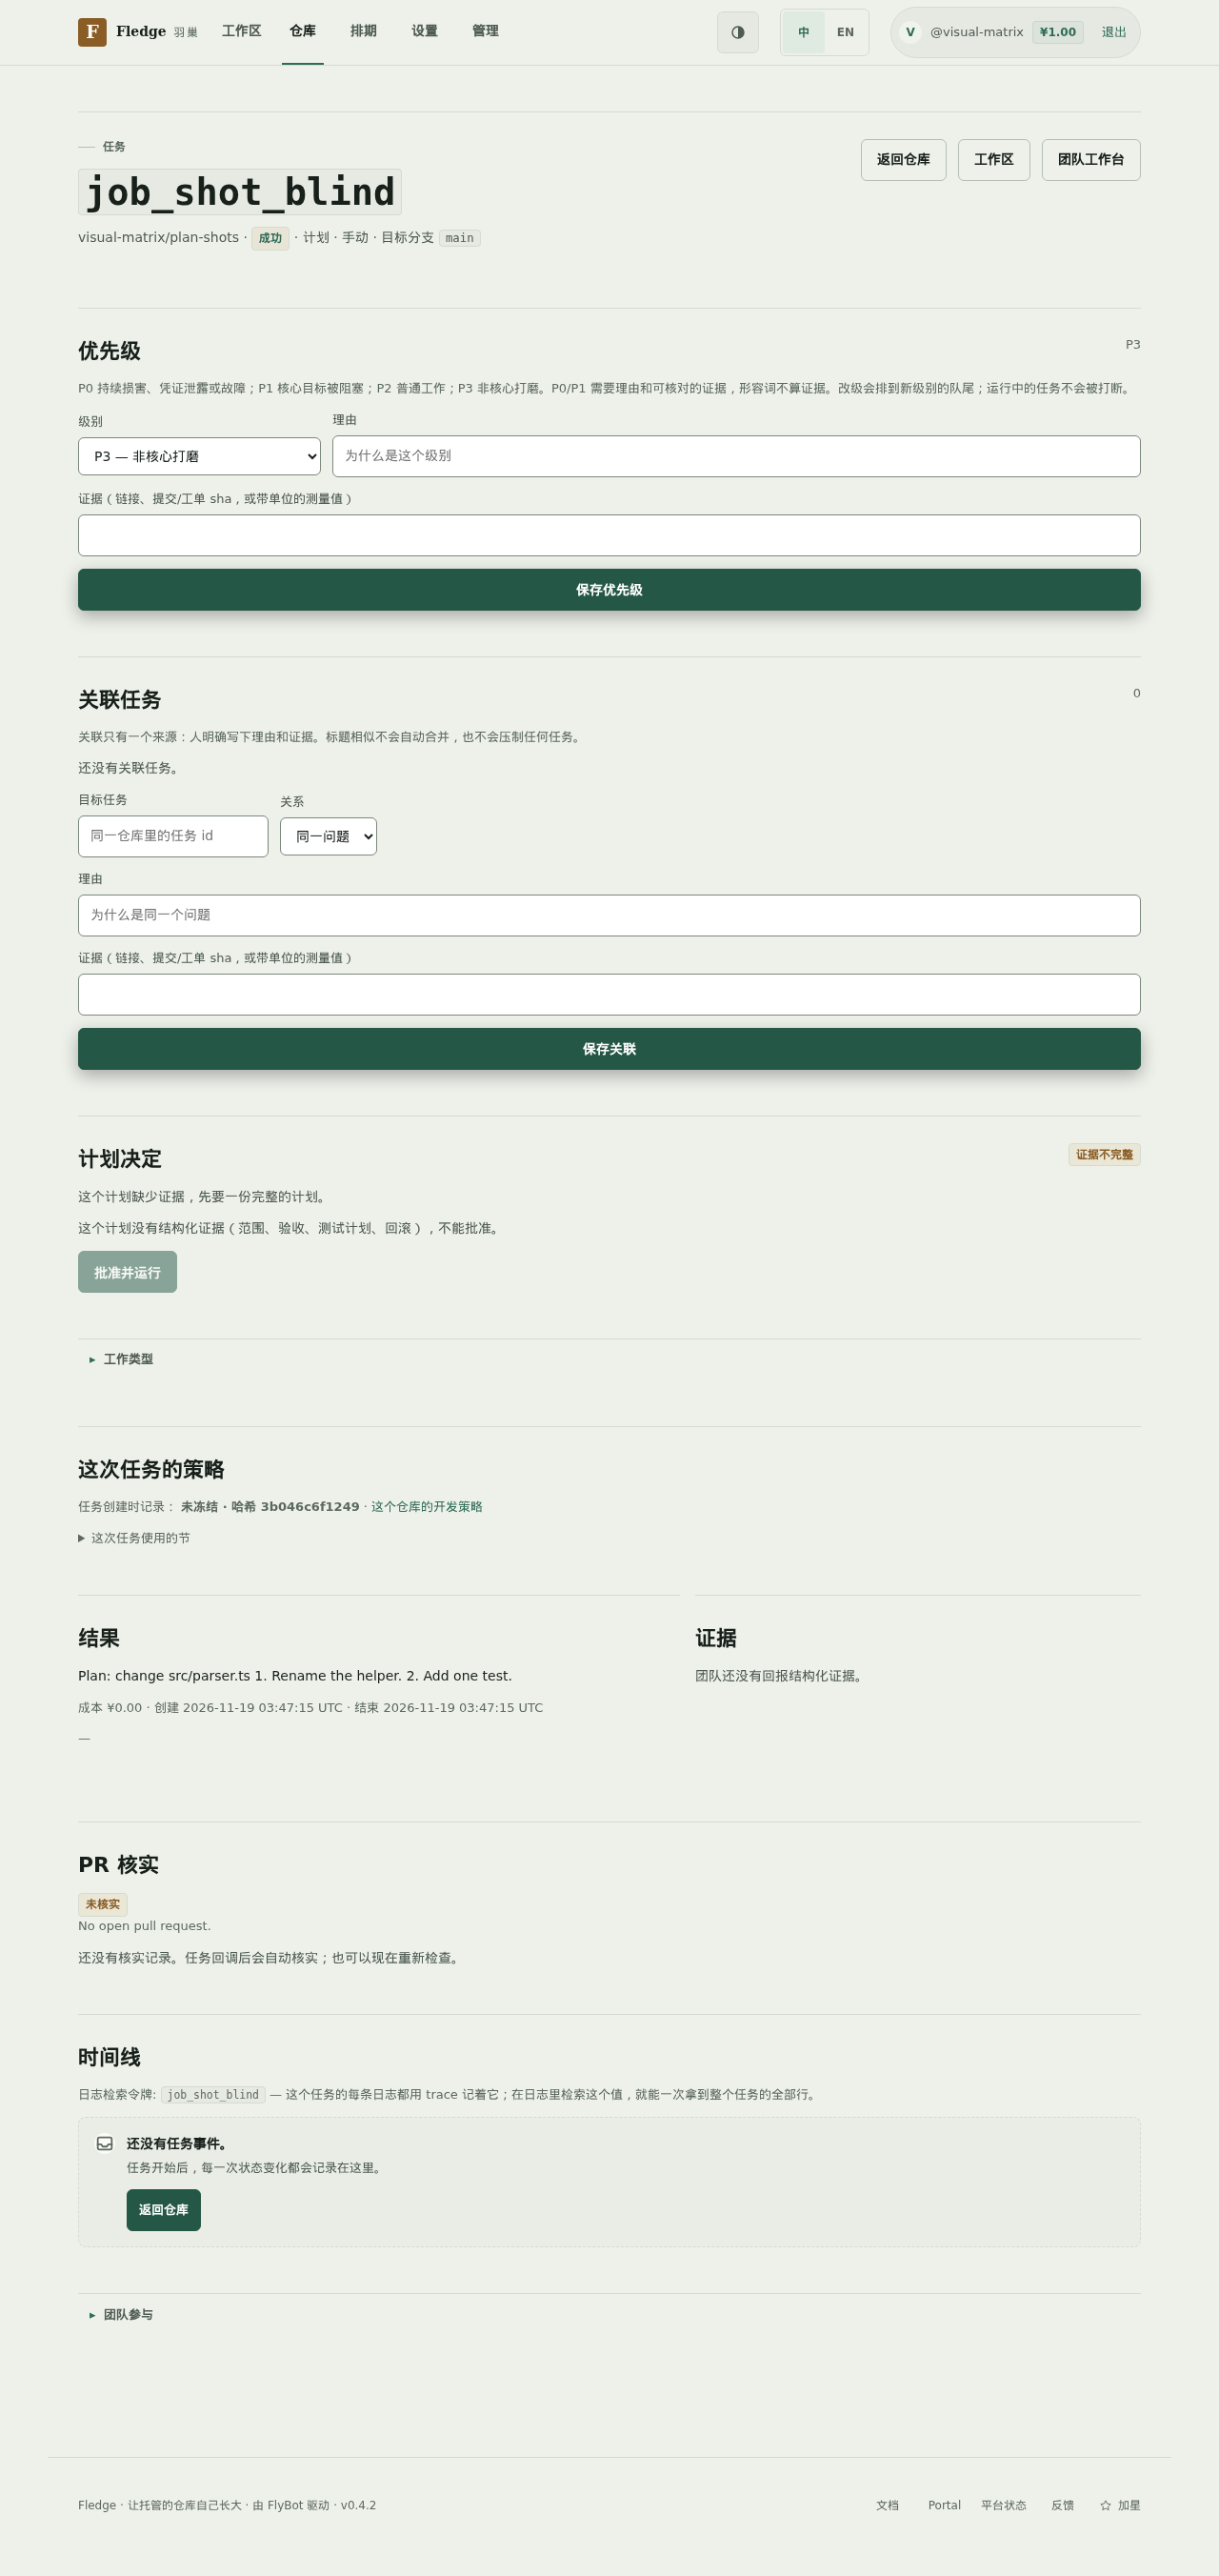 F Fledge 羽巢 工作区 仓库 排期 设置 管理 中 EN V @visual-matrix ¥1.00 退出
任务
返回仓库 工作区 团队工作台
job_shot_blind
visual-matrix/plan-shots · 成功 · 计划 · 手动 · 目标分支 main
优先级 P3
P0 持续损害、凭证泄露或故障；P1 核心目标被阻塞；P2 普通工作；P3 非核心打磨。P0/P1 需要理由和可核对的证据，形容词不算证据。改级会排到新级别的队尾；运行中的任务不会被打断。
级别 理由
P3 — 非核心打磨 为什么是这个级别
证据（链接、提交/工单 sha，或带单位的测量值）
保存优先级
关联任务 0
关联只有一个来源：人明确写下理由和证据。标题相似不会自动合并，也不会压制任何任务。
还没有关联任务。
目标任务 关系
同一仓库里的任务 id 同一问题
理由
为什么是同一个问题
证据（链接、提交/工单 sha，或带单位的测量值）
保存关联
计划决定 证据不完整
这个计划缺少证据，先要一份完整的计划。
这个计划没有结构化证据（范围、验收、测试计划、回滚），不能批准。
批准并运行
▸ 工作类型
这次任务的策略
任务创建时记录： 未冻结 · 哈希 3b046c6f1249 · 这个仓库的开发策略
▶ 这次任务使用的节
结果 证据
Plan: change src/parser.ts 1. Rename the helper. 2. Add one test. 团队还没有回报结构化证据。
成本 ¥0.00 · 创建 2026-11-19 03:47:15 UTC · 结束 2026-11-19 03:47:15 UTC
—
PR 核实
未核实
No open pull request.
还没有核实记录。任务回调后会自动核实；也可以现在重新检查。
时间线
日志检索令牌: job_shot_blind — 这个任务的每条日志都用 trace 记着它；在日志里检索这个值，就能一次拿到整个任务的全部行。
还没有任务事件。
任务开始后，每一次状态变化都会记录在这里。
返回仓库
▸ 团队参与
Fledge · 让托管的仓库自己长大 · 由 FlyBot 驱动 · v0.4.2 文档 Portal 平台状态 反馈 ☆ 加星